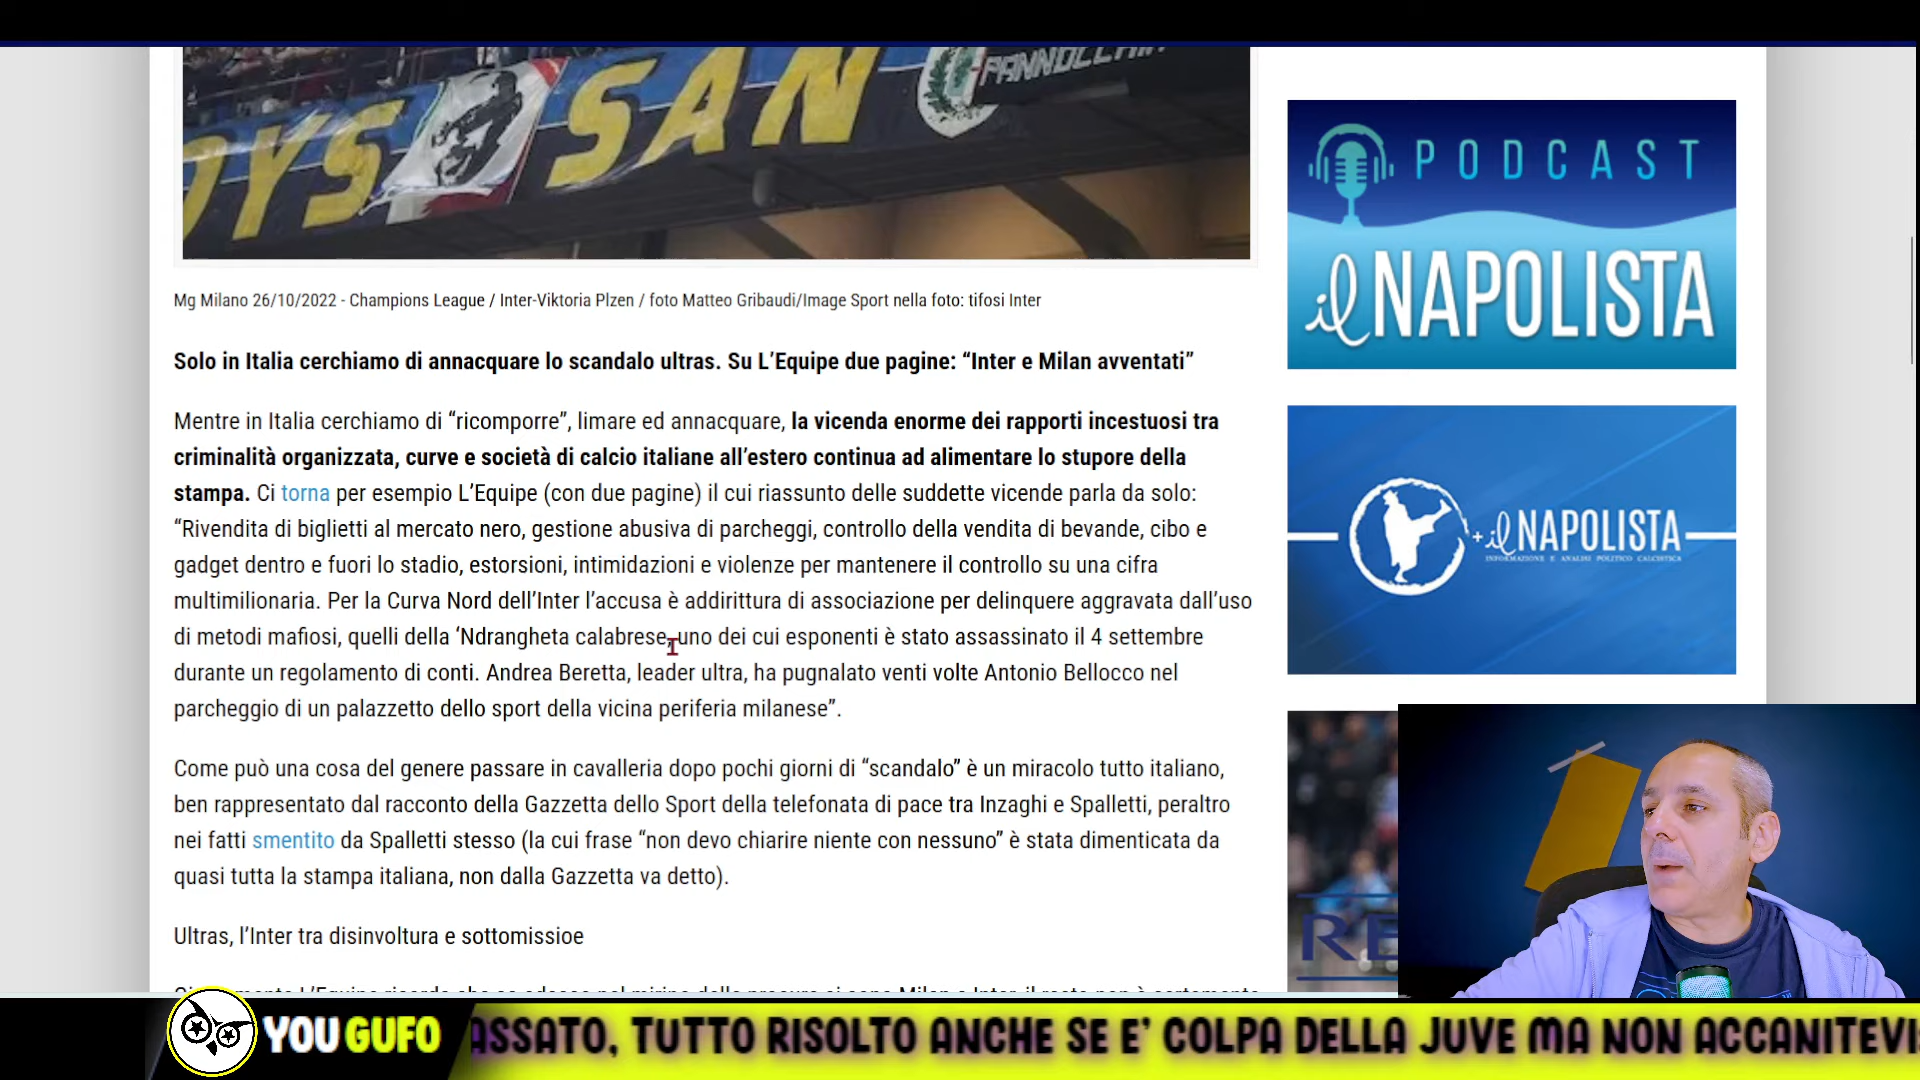 OYS SAN
Mg Milano 26/10/2022 - Champions League / Inter-Viktoria Plzen / foto Matteo Gribaudi/Image Sport nella foto: tifosi Inter
Solo in Italia cerchiamo di annacquare lo scandalo ultras. Su L’Equipe due pagine: “Inter e Milan avventati”
Mentre in Italia cerchiamo di “ricomporre”, limare ed annacquare, la vicenda enorme dei rapporti incestuosi tra
criminalità organizzata, curve e società di calcio italiane all’estero continua ad alimentare lo stupore della
stampa. Ci torna per esempio L’Equipe (con due pagine) il cui riassunto delle suddette vicende parla da solo:
“Rivendita di biglietti al mercato nero, gestione abusiva di parcheggi, controllo della vendita di bevande, cibo e
gadget dentro e fuori lo stadio, estorsioni, intimidazioni e violenze per mantenere il controllo su una cifra
multimilionaria. Per la Curva Nord dell’Inter l’accusa è addirittura di associazione per delinquere aggravata dall’uso
di metodi mafiosi, quelli della ‘Ndrangheta calabrese, uno dei cui esponenti è stato assassinato il 4 settembre
durante un regolamento di conti. Andrea Beretta, leader ultra, ha pugnalato venti volte Antonio Bellocco nel
parcheggio di un palazzetto dello sport della vicina periferia milanese”.
Come può una cosa del genere passare in cavalleria dopo pochi giorni di “scandalo” è un miracolo tutto italiano,
ben rappresentato dal racconto della Gazzetta dello Sport della telefonata di pace tra Inzaghi e Spalletti, peraltro
nei fatti smentito da Spalletti stesso (la cui frase “non devo chiarire niente con nessuno” è stata dimenticata da
quasi tutta la stampa italiana, non dalla Gazzetta va detto).
Ultras, l’Inter tra disinvoltura e sottomissioe
PODCAST
il NAPOLISTA
+ il NAPOLISTA
INFORMAZIONE E ANALISI POLITICO CALCISTICA
RE
YOU GUFO
ASSATO, TUTTO RISOLTO ANCHE SE E' COLPA DELLA JUVE MA NON ACCANITEVI